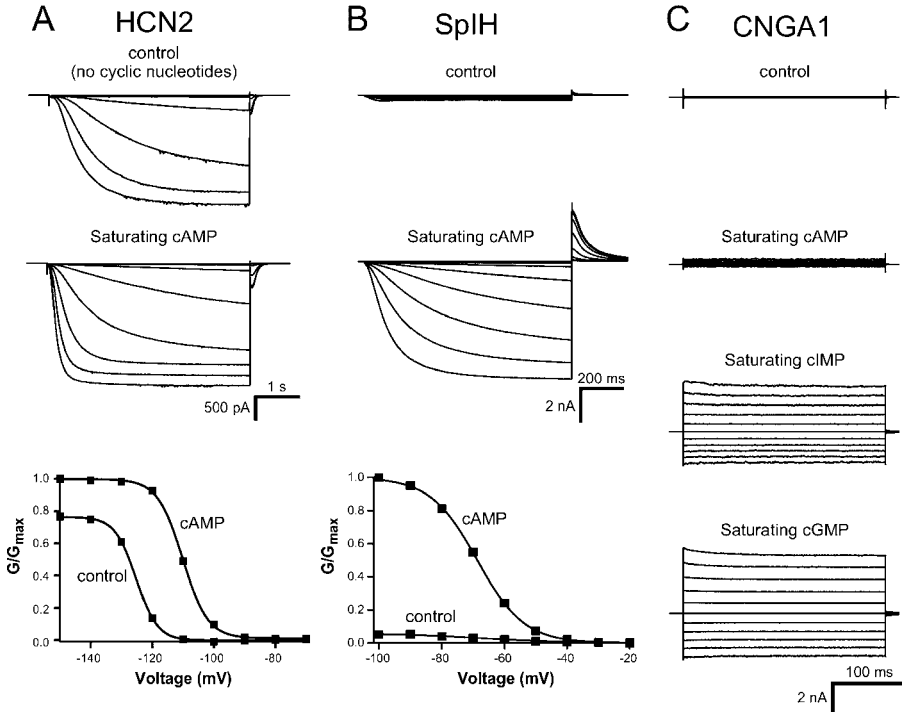 A HCN2
control
(no cyclic nucleotides)
Saturating cAMP
1 s
500 pA
1.0
0.8
0.6
0.4
0.2
0.0
G/Gmax
cAMP
control
-140 -120 -100 -80
Voltage (mV)
B SpIH
control
Saturating cAMP
200 ms
2 nA
1.0
0.8
0.6
0.4
0.2
0.0
G/Gmax
cAMP
control
-100 -80 -60 -40 -20
Voltage (mV)
C CNGA1
control
Saturating cAMP
Saturating cIMP
Saturating cGMP
100 ms
2 nA